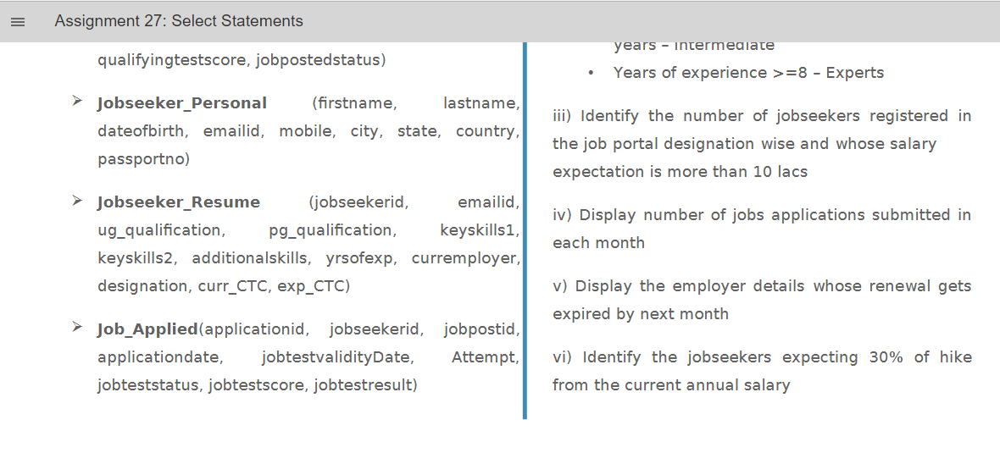 Assignment 27: Select Statements
qualifyingtestscore, jobpostedstatus)
➢ Jobseeker_Personal (firstname, lastname,
dateofbirth, emailid, mobile, city, state, country,
passportno)
➢ Jobseeker_Resume (jobseekerid, emailid,
ug_qualification, pg_qualification, keyskills1,
keyskills2, additionalskills, yrsofexp, curremployer,
designation, curr_CTC, exp_CTC)
➢ Job_Applied(applicationid, jobseekerid, jobpostid,
applicationdate, jobtestvalidityDate, Attempt,
jobteststatus, jobtestscore, jobtestresult)
years – Intermediate
• Years of experience >=8 – Experts
iii) Identify the number of jobseekers registered in
the job portal designation wise and whose salary
expectation is more than 10 lacs
iv) Display number of jobs applications submitted in
each month
v) Display the employer details whose renewal gets
expired by next month
vi) Identify the jobseekers expecting 30% of hike
from the current annual salary